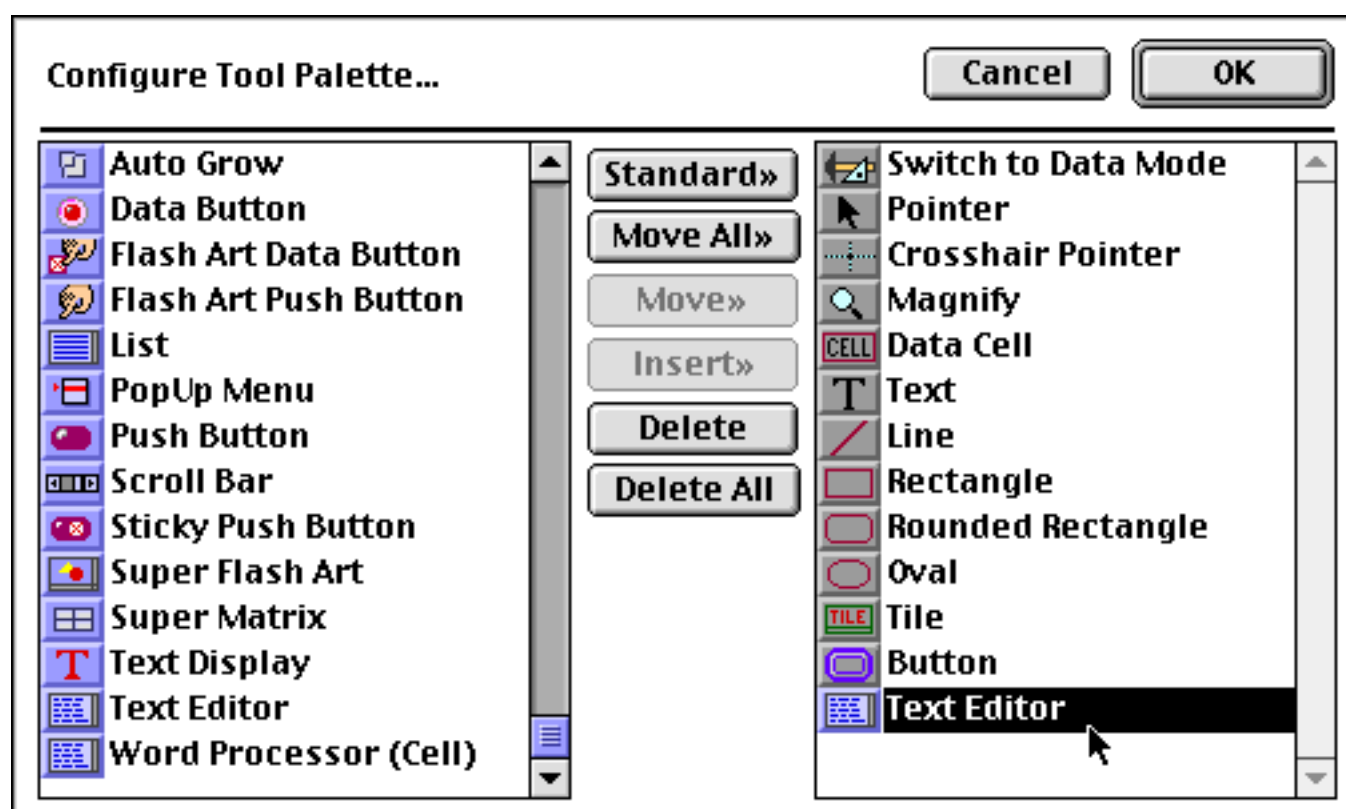 Configure Tool Palette...
Cancel
OK
Auto Grow
Data Button
Flash Art Data Button
Flash Art Push Button
List
PopUp Menu
Push Button
Scroll Bar
Sticky Push Button
Super Flash Art
Super Matrix
T Text Display
Text Editor
Word Processor (Cell)
Standard»
Move All»
Move»
Insert»
Delete
Delete All
Switch to Data Mode
Pointer
Crosshair Pointer
Magnify
CELL Data Cell
T Text
Line
Rectangle
Rounded Rectangle
Oval
TILE Tile
Button
Text Editor